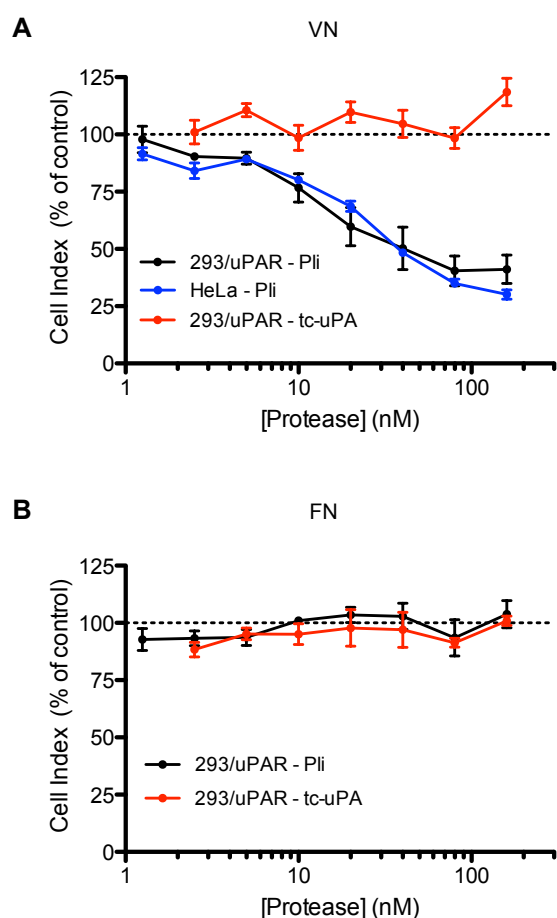 A
VN
Cell Index (% of control)
125
100
75
50
25
0
293/uPAR - Pli
HeLa - Pli
293/uPAR - tc-uPA
1
10
100
[Protease] (nM)
B
FN
Cell Index (% of control)
125
100
75
50
25
0
293/uPAR - Pli
293/uPAR - tc-uPA
1
10
100
[Protease] (nM)